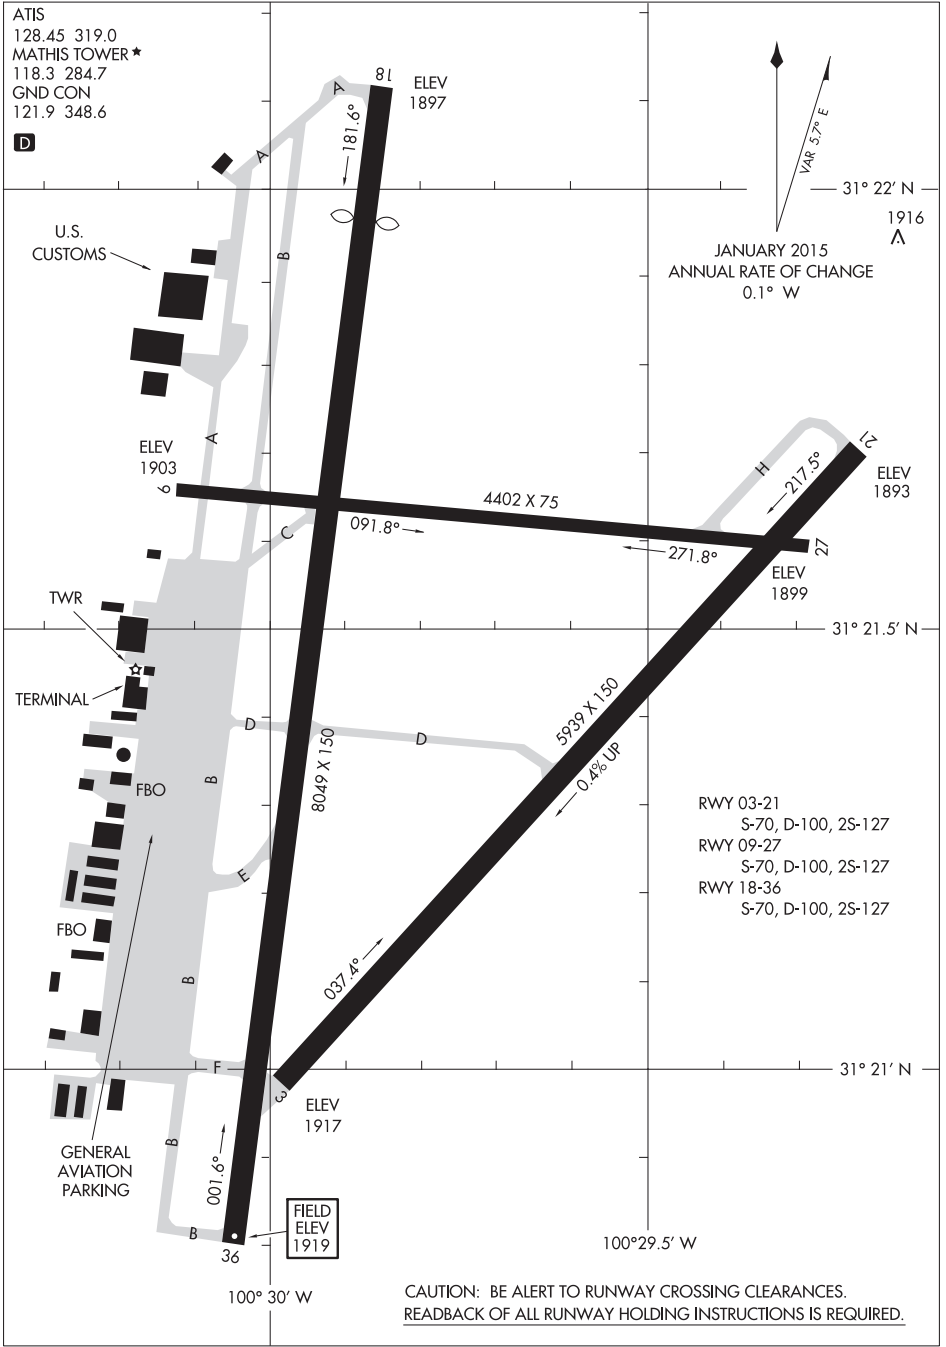 ATIS
128.45 319.0
MATHIS TOWER ★
118.3 284.7
GND CON
121.9 348.6
D
18
ELEV
1897
A
181.6°
A
VAR 5.7° E
31° 22' N
1916
JANUARY 2015
ANNUAL RATE OF CHANGE
0.1° W
U.S.
CUSTOMS
B
A
ELEV
1903
9
21
ELEV
1893
H
217.5°
4402 X 75
091.8°
C
271.8°
27
ELEV
1899
TWR
31° 21.5' N
TERMINAL
D
D
5939 X 150
0.4% UP
8049 X 150
B
FBO
RWY 03-21
S-70, D-100, 2S-127
RWY 09-27
S-70, D-100, 2S-127
RWY 18-36
S-70, D-100, 2S-127
E
FBO
B
037.4°
F
31° 21' N
3
ELEV
1917
B
001.6°
GENERAL
AVIATION
PARKING
B
36
FIELD
ELEV
1919
100°29.5' W
100° 30' W
CAUTION: BE ALERT TO RUNWAY CROSSING CLEARANCES.
READBACK OF ALL RUNWAY HOLDING INSTRUCTIONS IS REQUIRED.